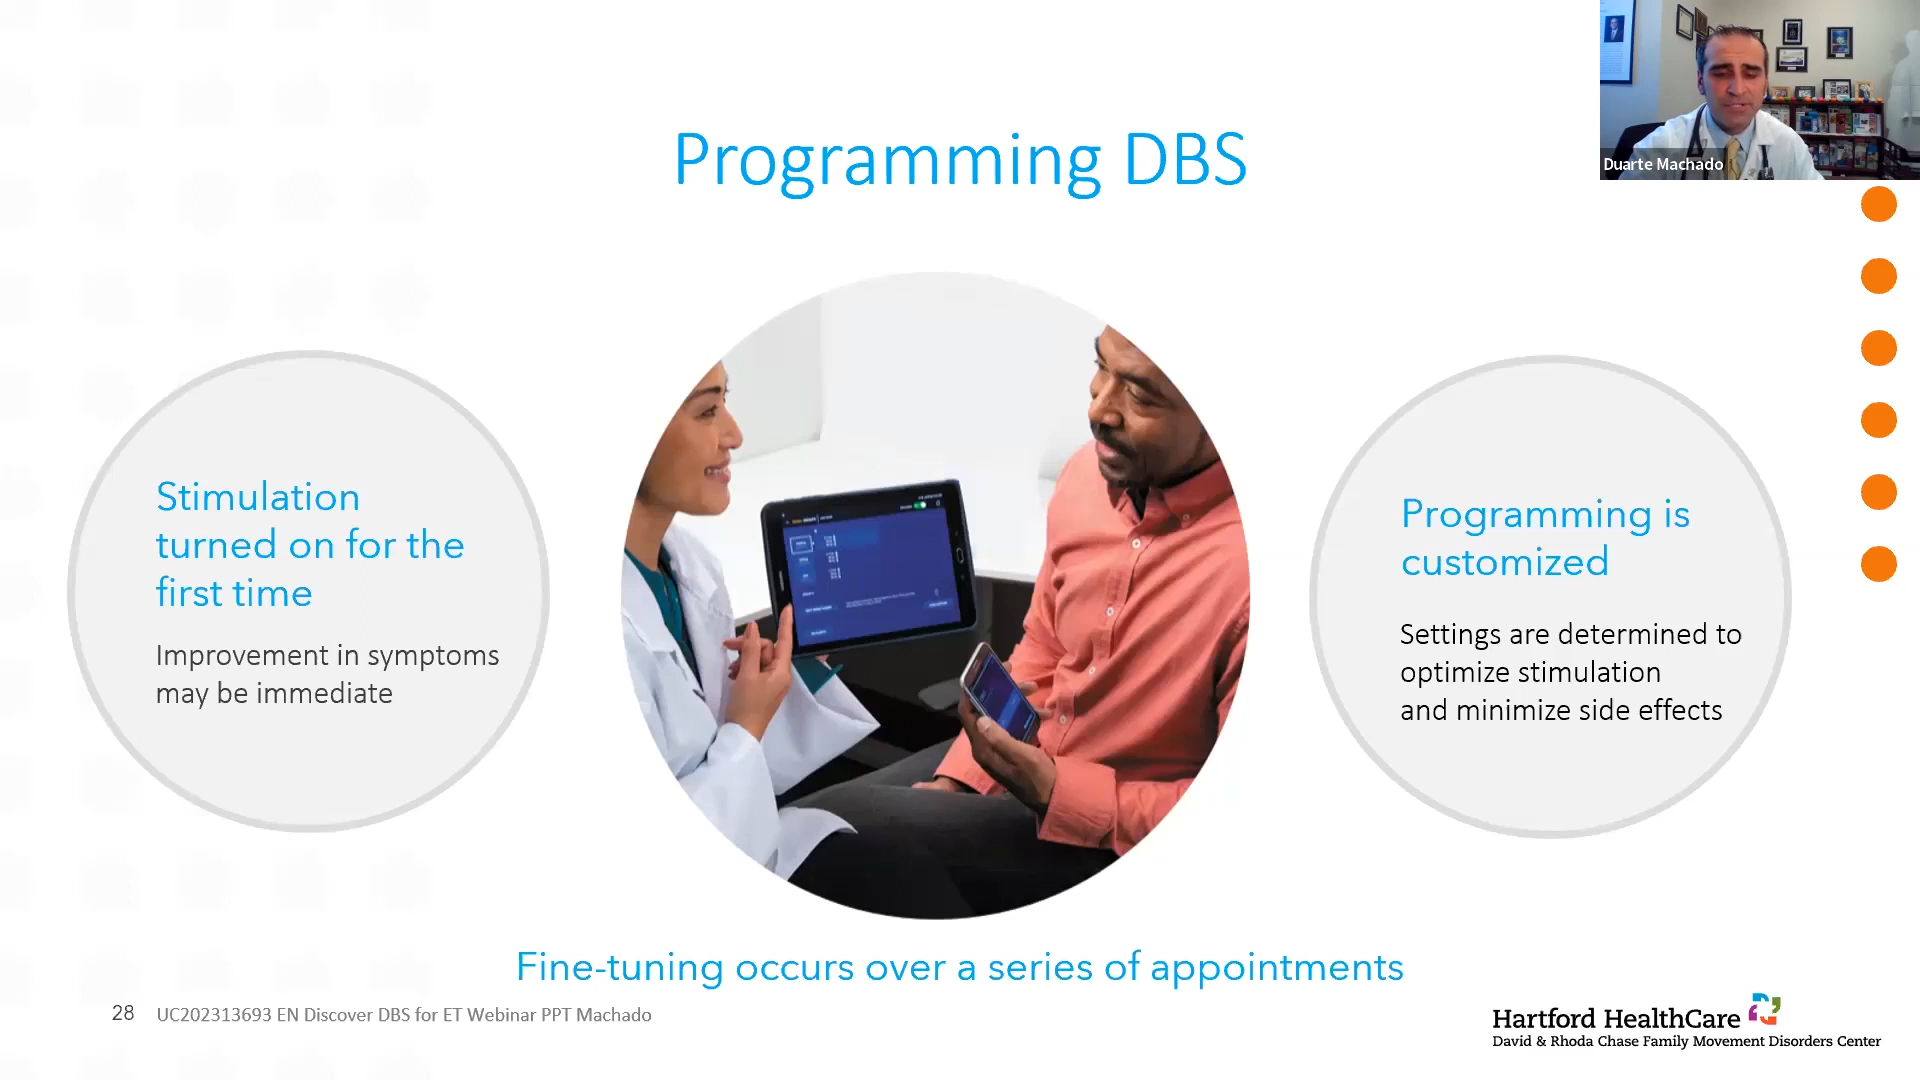 Duarte Machado
Programming DBS
Stimulation
turned on for the
first time
Improvement in symptoms
may be immediate
Programming is
customized
Settings are determined to
optimize stimulation
and minimize side effects
Fine-tuning occurs over a series of appointments
28 UC202313693 EN Discover DBS for ET Webinar PPT Machado
Hartford HealthCare
David & Rhoda Chase Family Movement Disorders Center